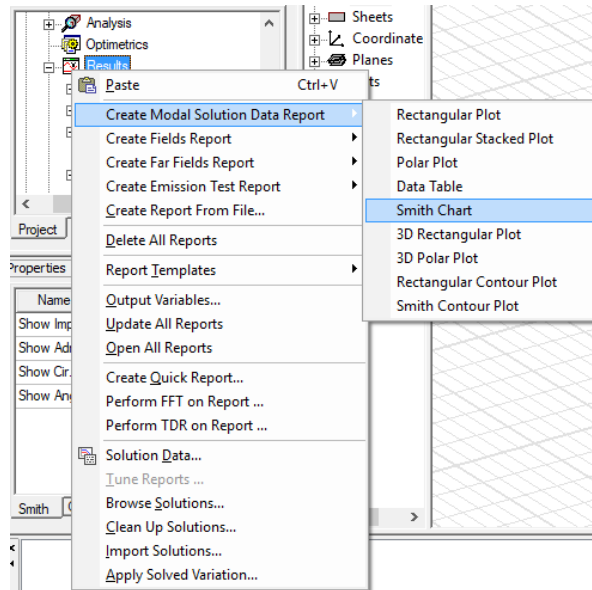 Analysis
Optimetrics
Results
Sheets
Coordinate
Planes
Paste Ctrl+V
Create Modal Solution Data Report
Create Fields Report
Create Far Fields Report
Create Emission Test Report
Create Report From File...
Delete All Reports
Report Templates
Output Variables...
Update All Reports
Open All Reports
Create Quick Report...
Perform FFT on Report ...
Perform TDR on Report ...
Solution Data...
Tune Reports ...
Browse Solutions...
Clean Up Solutions...
Import Solutions...
Apply Solved Variation...
Rectangular Plot
Rectangular Stacked Plot
Polar Plot
Data Table
Smith Chart
3D Rectangular Plot
3D Polar Plot
Rectangular Contour Plot
Smith Contour Plot
Project
Properties
Name
Show Imp
Show Ad
Show Cir.
Show An
Smith